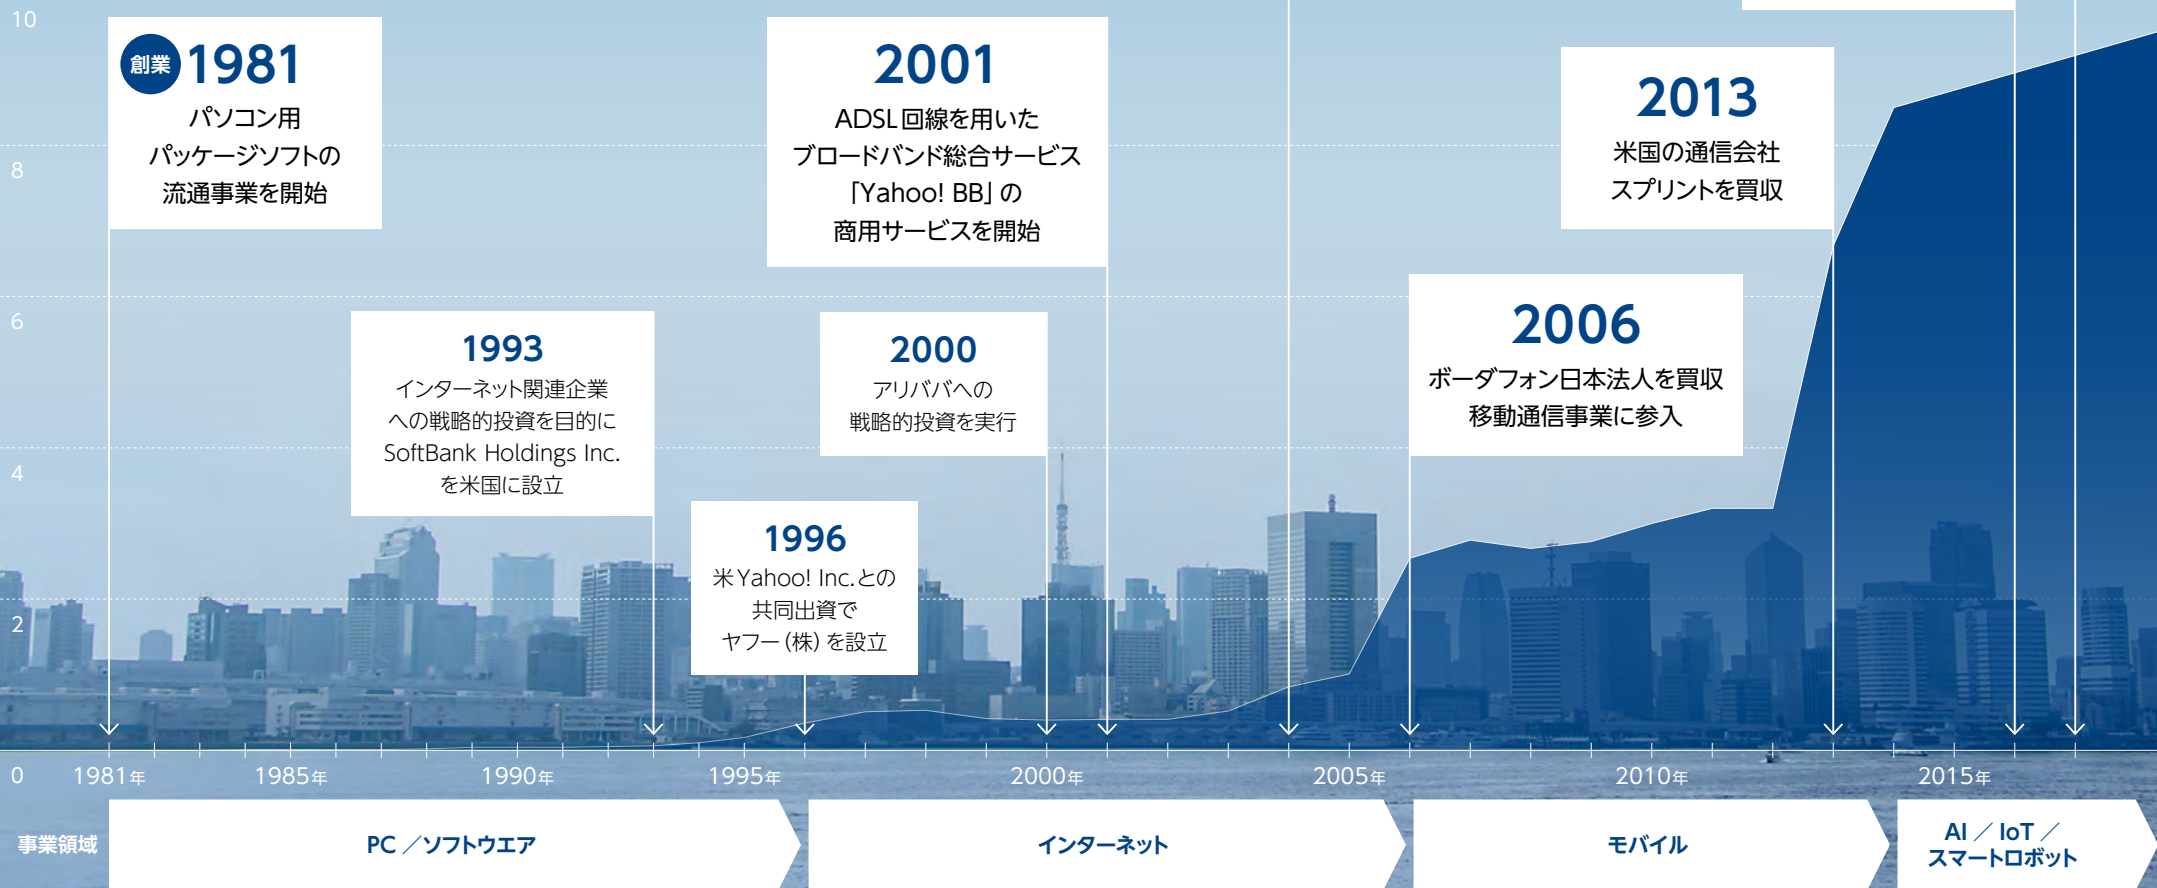 10
8
6
4
2
0
創業 1981
パソコン用
パッケージソフトの
流通事業を開始
1993
インターネット関連企業
への戦略的投資を目的に
SoftBank Holdings Inc.
を米国に設立
1996
米Yahoo! Inc.との
共同出資で
ヤフー(株)を設立
2000
アリババへの
戦略的投資を実行
2001
ADSL回線を用いた
ブロードバンド総合サービス
「Yahoo! BB」の
商用サービスを開始
2006
ボーダフォン日本法人を買収
移動通信事業に参入
2013
米国の通信会社
スプリントを買収
1981年 1985年 1990年 1995年 2000年 2005年 2010年 2015年
事業領域
PC／ソフトウエア
インターネット
モバイル
AI／IoT／
スマートロボット